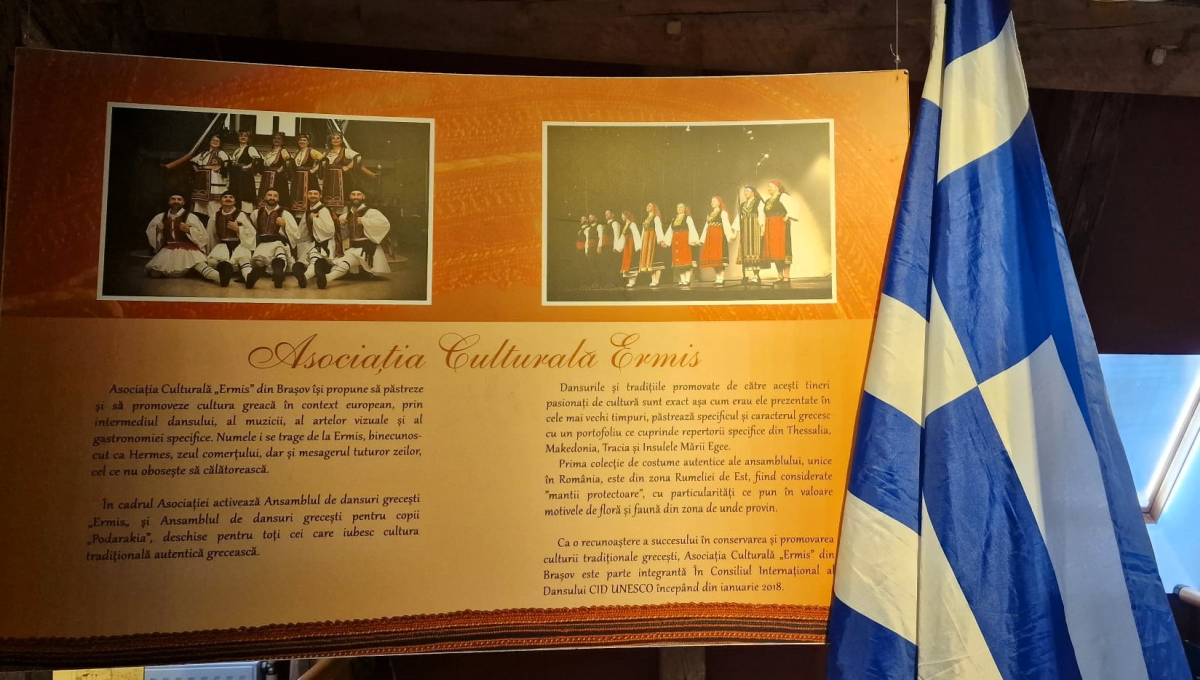 Asociația Culturală Ermis
Asociația Culturală „Ermis" din Brașov își propune să păstreze
și să promoveze cultura greacă în context european, prin
intermediul dansului, al muzicii, al artelor vizuale și al
gastronomiei specifice. Numele i se trage de la Ermis, binecunos-
cut ca Hermes, zeul comerțului, dar și mesagerul tuturor zeilor,
cel ce nu obosește să călătorească.
În cadrul Asociației activează Ansamblul de dansuri grecești
„Ermis„ și Ansamblul de dansuri grecești pentru copii
„Podarakia", deschise pentru toți cei care iubesc cultura
tradițională autentică grecească.
Dansurile și tradițiile promovate de către acești tineri
pasionați de cultură sunt exact așa cum erau ele prezentate în
cele mai vechi timpuri, păstrează specificul și caracterul grecesc
cu un portofoliu ce cuprinde repertorii specifice din Thessalia,
Makedonia, Tracia și Insulele Mării Egee.
Prima colecție de costume autentice ale ansamblului, unice
în România, este din zona Rumeliei de Est, fiind considerate
"mantii protectoare", cu particularități ce pun în valoare
motivele de floră și faună din zona de unde provin.
Ca o recunoaștere a succesului în conservarea și promovarea
culturii tradiționale grecești, Asociația Culturală „Ermis" din
Brașov este parte integrantă În Consiliul Internațional al
Dansului CID UNESCO începând din ianuarie 2018.